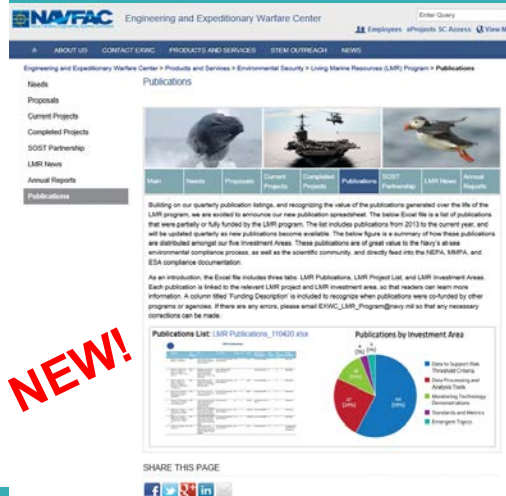 NAVFAC Engineering and Expeditionary Warfare Center
Enter Query
Employees eProjects SC Access View M
ABOUT US CONTACT EXWC PRODUCTS AND SERVICES STEM OUTREACH NEWS
Engineering and Expeditionary Warfare Center > Products and Services > Environmental Security > Living Marine Resources (LMR) Program > Publications
Needs
Proposals
Current Projects
Completed Projects
SOST Partnership
LMR News
Annual Reports
Publications
Publications
Main Needs Proposals Current Projects Completed Projects Publications SOST Partnership LMR News Annual Reports
Building on our quarterly publication listings, and recognizing the value of the publications generated over the life of the
LMR program, we are excited to announce our new publication spreadsheet. The below Excel file is a list of publications
that were partially or fully funded by the LMR program. The list includes publications from 2013 to the current year, and
will be updated quarterly as new publications become available. The below figure is a summary of how these publications
are distributed amongst our five Investment Areas. These publications are of great value to the Navy's at-sea
environmental compliance process, as well as the scientific community, and directly feed into the NEPA, MMPA, and
ESA compliance documentation.
As an introduction, the Excel file includes three tabs: LMR Publications, LMR Project List, and LMR Investment Areas.
Each publication is linked to the relevant LMR project and LMR investment area, so that readers can learn more
information. A column titled 'Funding Description' is included to recognize when publications were co-funded by other
programs or agencies. If there are any errors, please email EXWC_LMR_Program@navy.mil so that any necessary
corrections can be made.
NEW!
Publications List: LMR Publications_110420.xlsx
Publications by Investment Area
Data to Support Risk
Threshold Criteria
Data Processing and
Analysis Tools
Monitoring Technology
Demonstrations
Standards and Metrics
Emergent Topics
SHARE THIS PAGE